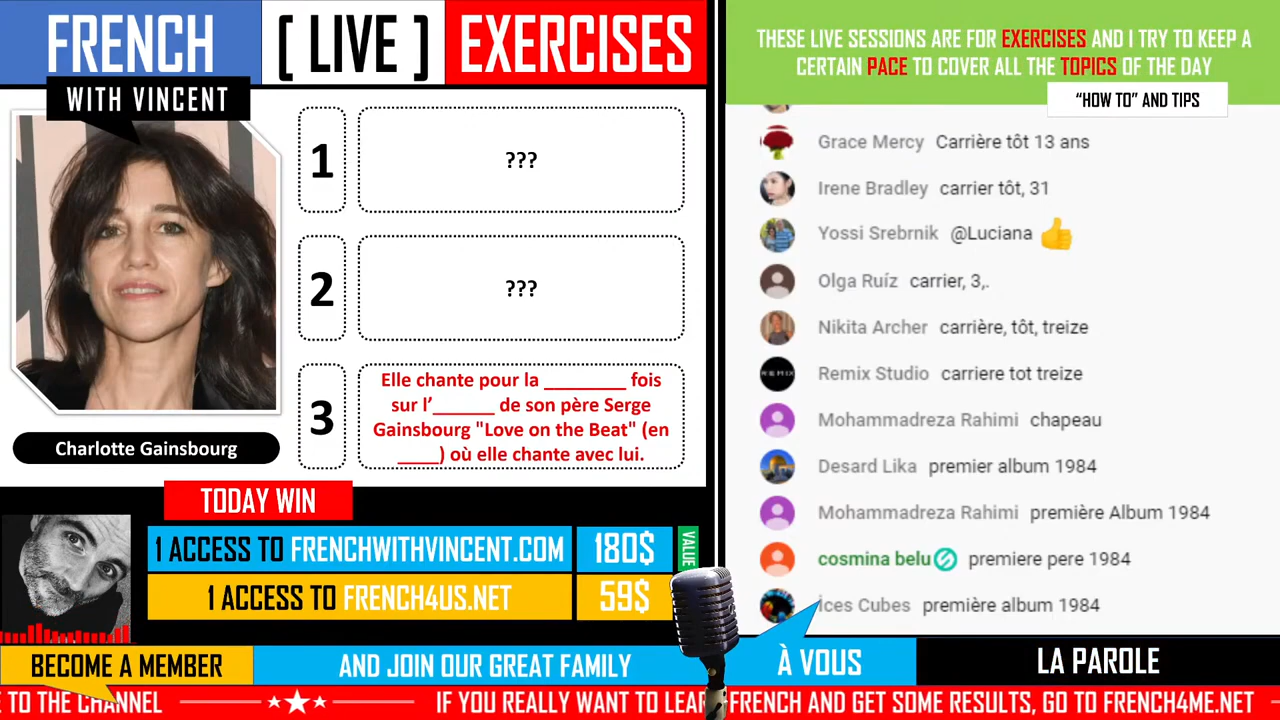 FRENCH
[ LIVE ]
EXERCISES
WITH VINCENT
1
???
2
???
3
Elle chante pour la ________ fois
sur l'______ de son père Serge
Gainsbourg "Love on the Beat" (en
____) où elle chante avec lui.
Charlotte Gainsbourg
TODAY WIN
1 ACCESS TO FRENCHWITHVINCENT.COM
180$
VALUE
1 ACCESS TO FRENCH4US.NET
59$
THESE LIVE SESSIONS ARE FOR EXERCISES AND I TRY TO KEEP A
CERTAIN PACE TO COVER ALL THE TOPICS OF THE DAY
"HOW TO" AND TIPS
Grace Mercy Carrière tôt 13 ans
Irene Bradley carrier tôt, 31
Yossi Srebrnik @Luciana 👍
Olga Ruíz carrier, 3,.
Nikita Archer carrière, tôt, treize
REMIX
Remix Studio carriere tot treize
Mohammadreza Rahimi chapeau
Desard Lika premier album 1984
Mohammadreza Rahimi première Album 1984
cosmina belu premiere pere 1984
ices Cubes première album 1984
BECOME A MEMBER
AND JOIN OUR GREAT FAMILY
À VOUS
LA PAROLE
E TO THE CHANNEL
IF YOU REALLY WANT TO LEAR FRENCH AND GET SOME RESULTS, GO TO FRENCH4ME.NET